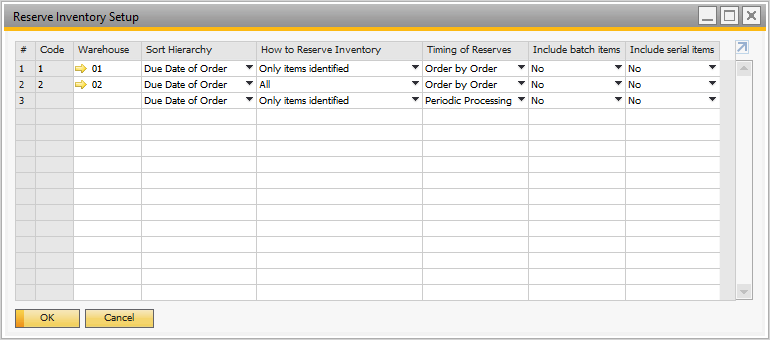 Reserve Inventory Setup
# Code Warehouse Sort Hierarchy How to Reserve Inventory Timing of Reserves Include batch items Include serial items
1 1 01 Due Date of Order Only items identified Order by Order No No
2 2 02 Due Date of Order All Order by Order No No
3 Due Date of Order Only items identified Periodic Processing No No
OK Cancel